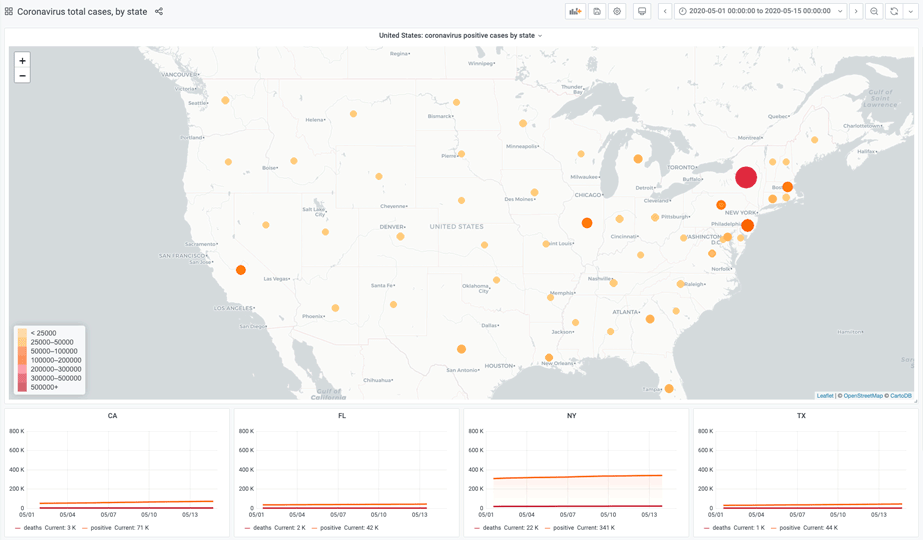 Coronavirus total cases, by state
2020-05-01 00:00:00 to 2020-05-15 00:00:00
United States: coronavirus positive cases by state
+
−
Regina
Winnipeg
VANCOUVER
Victoria
Seattle
Thunder
Bay
Gulf of
Saint
Lawrence
Quebec
Charlottetown
Helena
Bismarck
Portland
Montreal
Halifax
Minneapolis
Pierre
Boise
TORONTO
Milwaukee
Buffalo
Detroit
Bos
CHICAGO
Cleveland
Des Moines
Cheyenne
Salt Lake
City
NEW YORK
Pittsburgh
Philadelphi
DENVER
UNITED STATES
Cincinnati
WASHINGTON
D.C.
Sacramento
SAN FRANCISCO
San Jose
Saint Louis
Norfolk
Las Vegas
Santa Fe
Nashville
Raleigh
Oklahoma
City
Memphis
LOS ANGELES
Phoenix
ATLANTA
San Diego
Dallas
Jackson
Hamilton
< 25000
25000–50000
50000–100000
100000–200000
200000–300000
300000–500000
500000+
San Antonio
HOUSTON
New Orleans
Chihuahua
Gulf of
California
Tampa
Leaflet | © OpenStreetMap © CartoDB
CA
FL
NY
TX
800 K
600 K
400 K
200 K
0
05/01 05/04 05/07 05/10 05/13
deaths Current: 3 K positive Current: 71 K
800 K
600 K
400 K
200 K
0
05/01 05/04 05/07 05/10 05/13
deaths Current: 2 K positive Current: 42 K
800 K
600 K
400 K
200 K
0
05/01 05/04 05/07 05/10 05/13
deaths Current: 22 K positive Current: 341 K
800 K
600 K
400 K
200 K
0
05/01 05/04 05/07 05/10 05/13
deaths Current: 1 K positive Current: 44 K